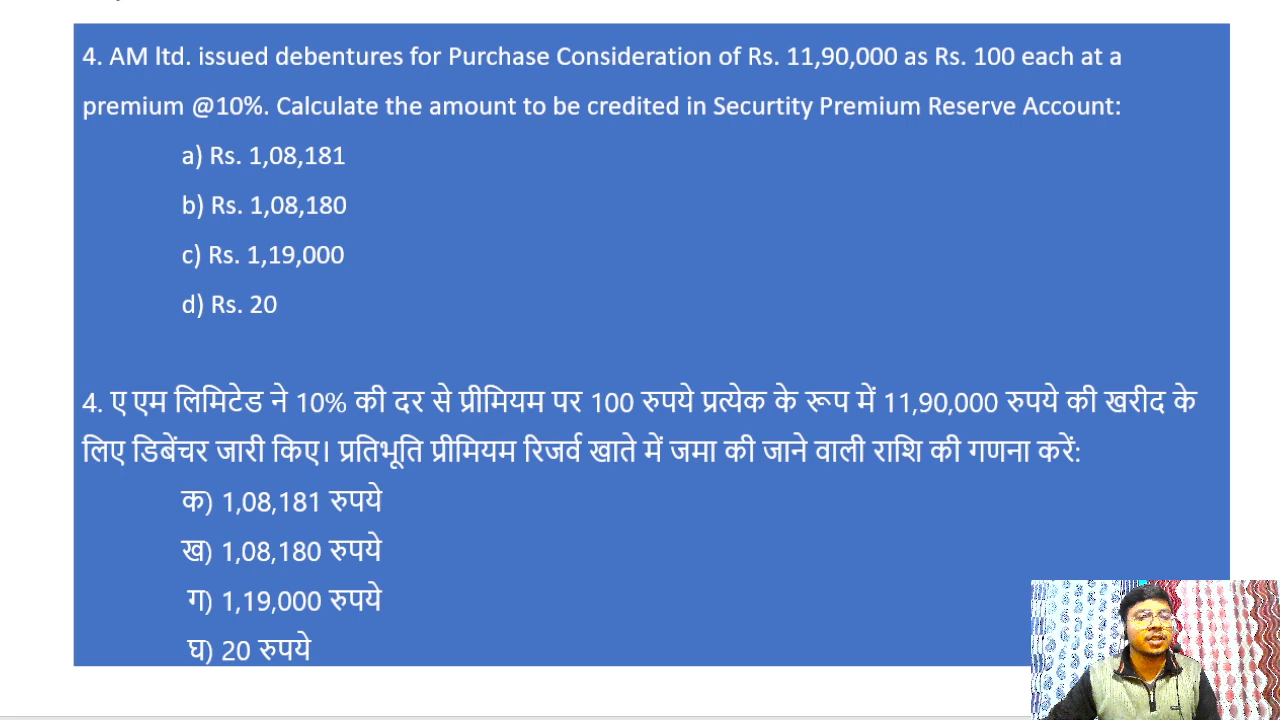 4. AM ltd. issued debentures for Purchase Consideration of Rs. 11,90,000 as Rs. 100 each at a
premium @10%. Calculate the amount to be credited in Securtity Premium Reserve Account:
a) Rs. 1,08,181
b) Rs. 1,08,180
c) Rs. 1,19,000
d) Rs. 20
4. ए एम लिमिटेड ने 10% की दर से प्रीमियम पर 100 रुपये प्रत्येक के रूप में 11,90,000 रुपये की खरीद के
लिए डिबेंचर जारी किए। प्रतिभूति प्रीमियम रिजर्व खाते में जमा की जाने वाली राशि की गणना करें:
क) 1,08,181 रुपये
ख) 1,08,180 रुपये
ग) 1,19,000 रुपये
घ) 20 रुपये